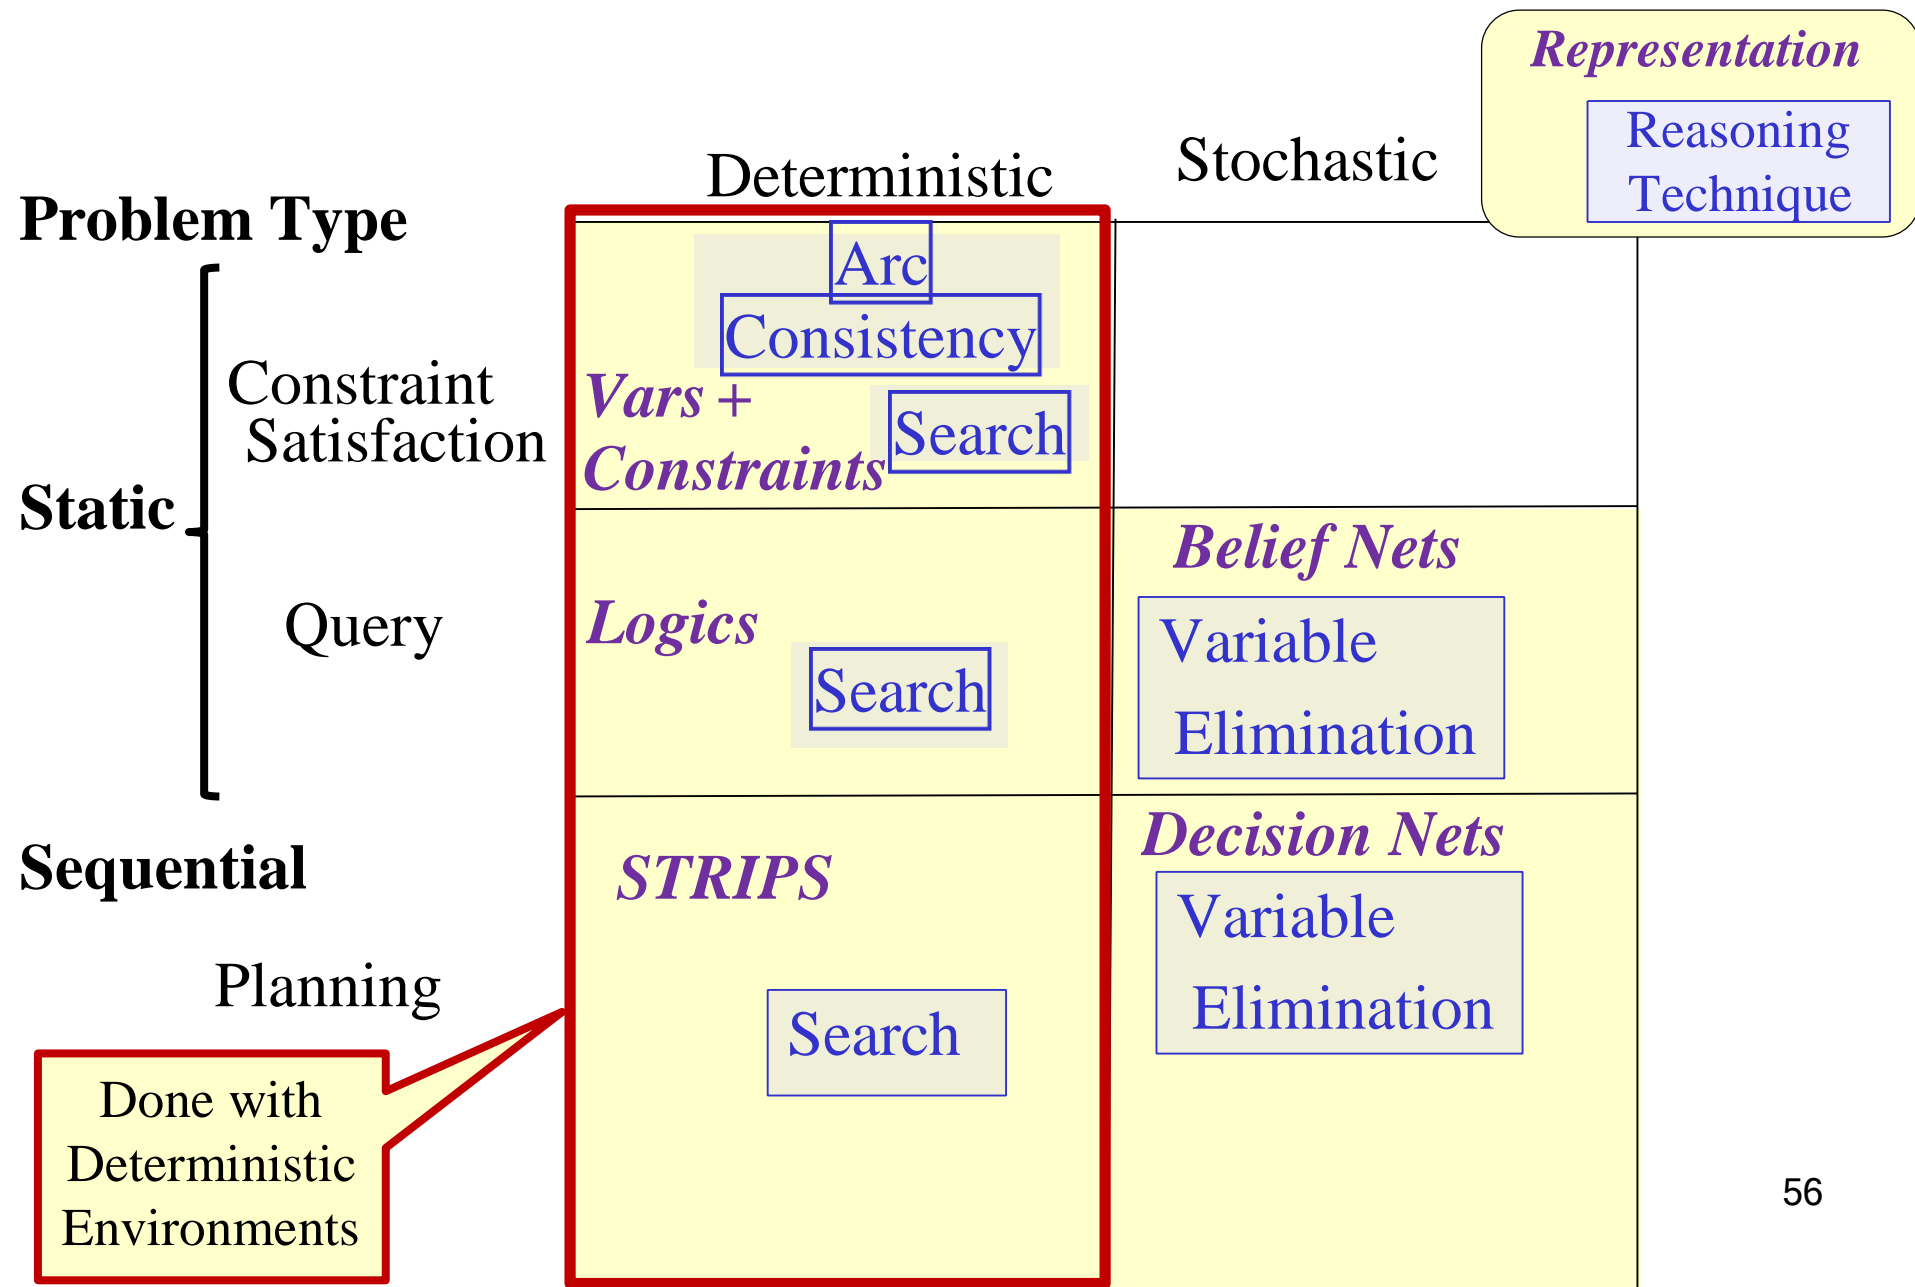 Representation
Reasoning
Technique
Deterministic
Stochastic
Problem Type
Arc
Consistency
Constraint
Satisfaction
Vars +
Constraints
Search
Static
Belief Nets
Query
Logics
Search
Variable
Elimination
Sequential
STRIPS
Decision Nets
Variable
Elimination
Planning
Search
Done with
Deterministic
Environments
56